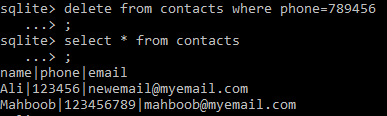 sqlite> delete from contacts where phone=789456
...> ;
sqlite> select * from contacts
...> ;
name|phone|email
Ali|123456|newemail@myemail.com
Mahboob|123456789|mahboob@myemail.com